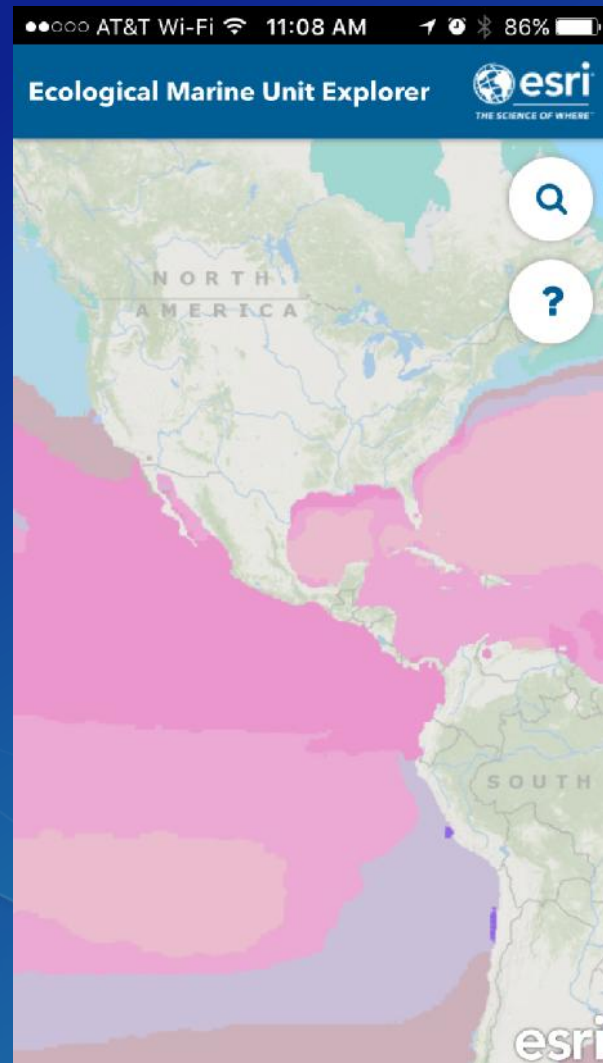 AT&T Wi-Fi 11:08 AM 86%
Ecological Marine Unit Explorer
esri
THE SCIENCE OF WHERE
?
NORTH
AMERICA
SOUTH
esri